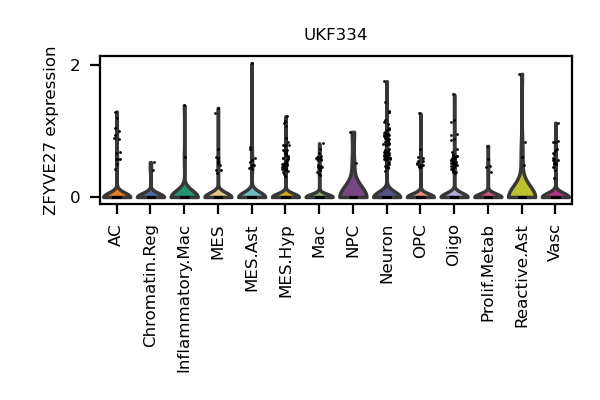 UKF334
ZFYVE27 expression
2
0
AC
Chromatin.Reg
Inflammatory.Mac
MES
MES.Ast
MES.Hyp
Mac
NPC
Neuron
OPC
Oligo
Prolif.Metab
Reactive.Ast
Vasc